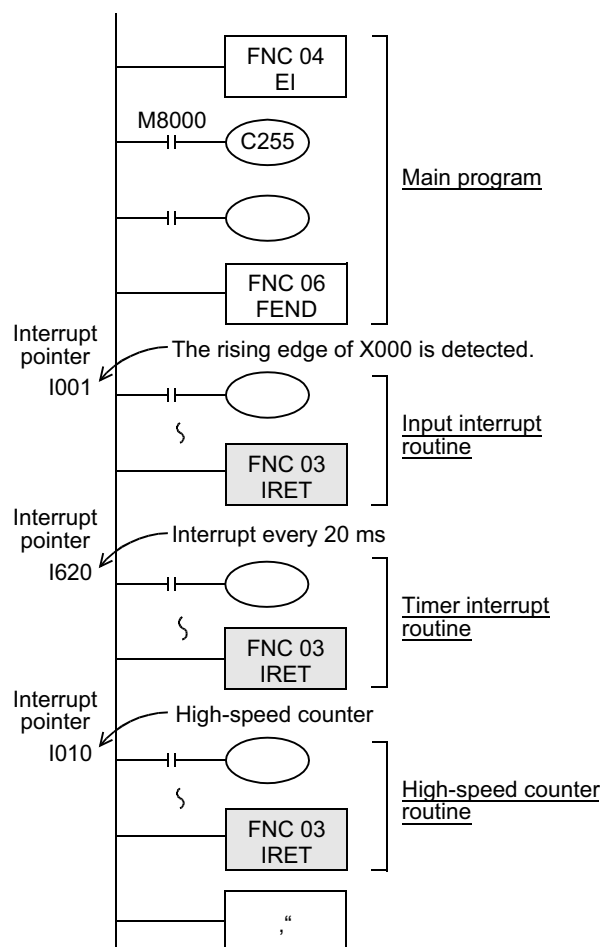 FNC 04
EI
M8000
C255
Main program
FNC 06
FEND
Interrupt
pointer
I001
The rising edge of X000 is detected.
Input interrupt
routine
FNC 03
IRET
Interrupt
pointer
I620
Interrupt every 20 ms
Timer interrupt
routine
FNC 03
IRET
Interrupt
pointer
I010
High-speed counter
High-speed counter
routine
FNC 03
IRET
,“